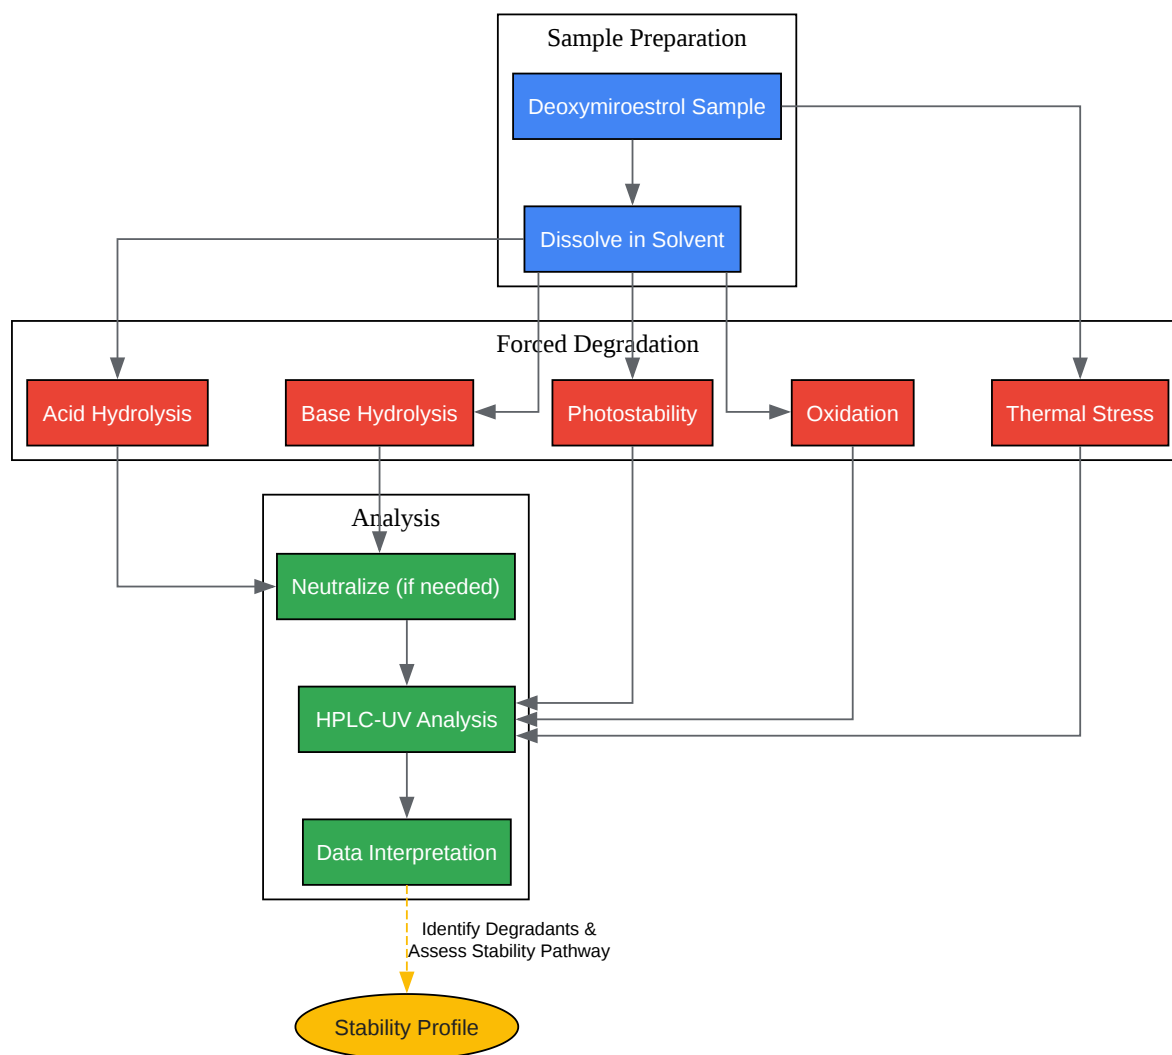 Sample Preparation
Deoxymiroestrol Sample
Dissolve in Solvent
Forced Degradation
Acid Hydrolysis
Base Hydrolysis
Photostability
Oxidation
Thermal Stress
Analysis
Neutralize (if needed)
HPLC-UV Analysis
Data Interpretation
Identify Degradants &
Assess Stability Pathway
Stability Profile